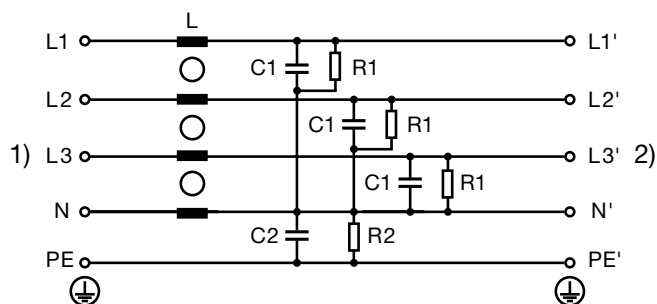 L
L1 L1'
C1 R1
L2 L2'
C1 R1
1) L3 L3' 2)
C1 R1
N N'
C2 R2
PE PE'